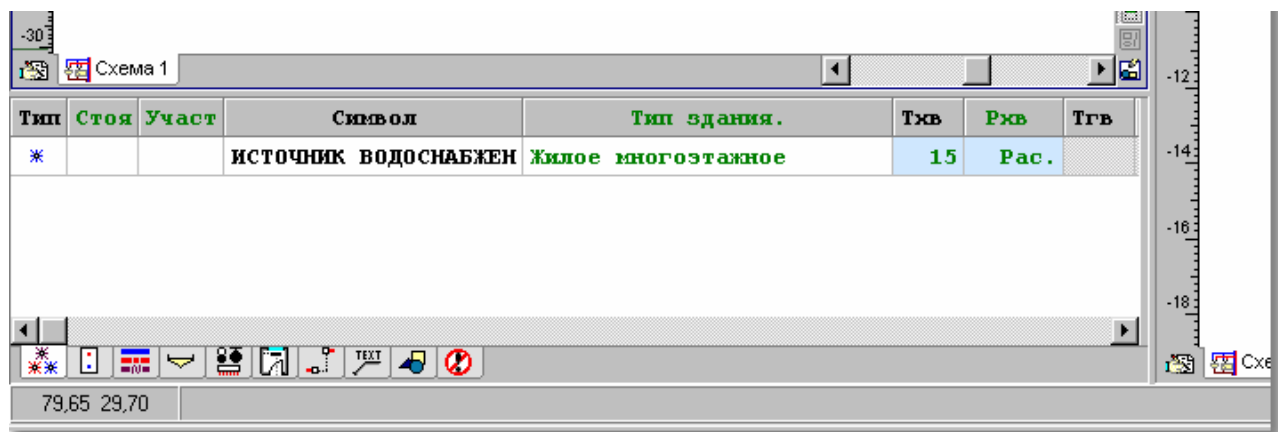 -30
Схема 1
-12
Тип Стоя Участ Символ Тип здания. Тхв Рхв Тгв
ИСТОЧНИК ВОДОСНАБЖЕН Жилое многоэтажное 15 Рас.
-14
-16
-18
TEXT
Схе
79,65 29,70